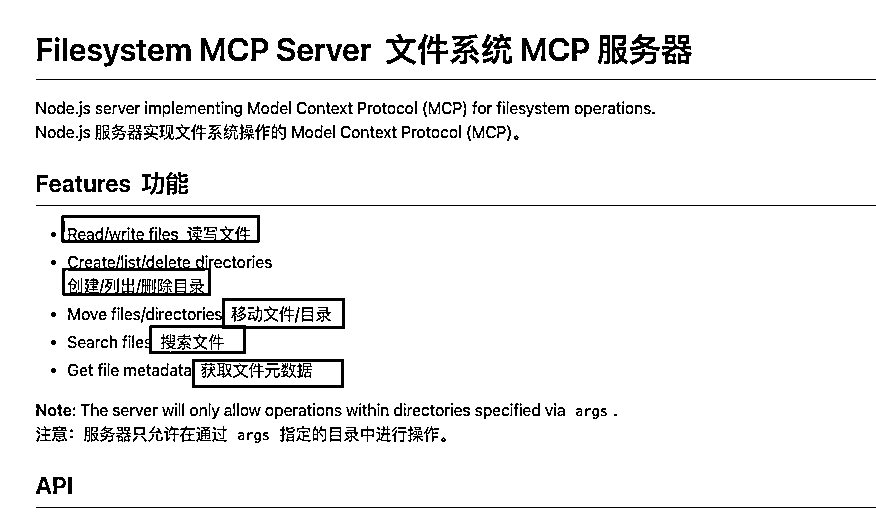 Filesystem MCP Server 文件系统 MCP 服务器
Node.js server implementing Model Context Protocol (MCP) for filesystem operations.
Node.js 服务器实现文件系统操作的 Model Context Protocol (MCP)。
Features 功能
• Read/write files 读写文件
• Create/list/delete directories
创建/列出/删除目录
• Move files/directories 移动文件/目录
• Search files 搜索文件
• Get file metadata 获取文件元数据
Note: The server will only allow operations within directories specified via args .
注意：服务器只允许在通过 args 指定的目录中进行操作。
API